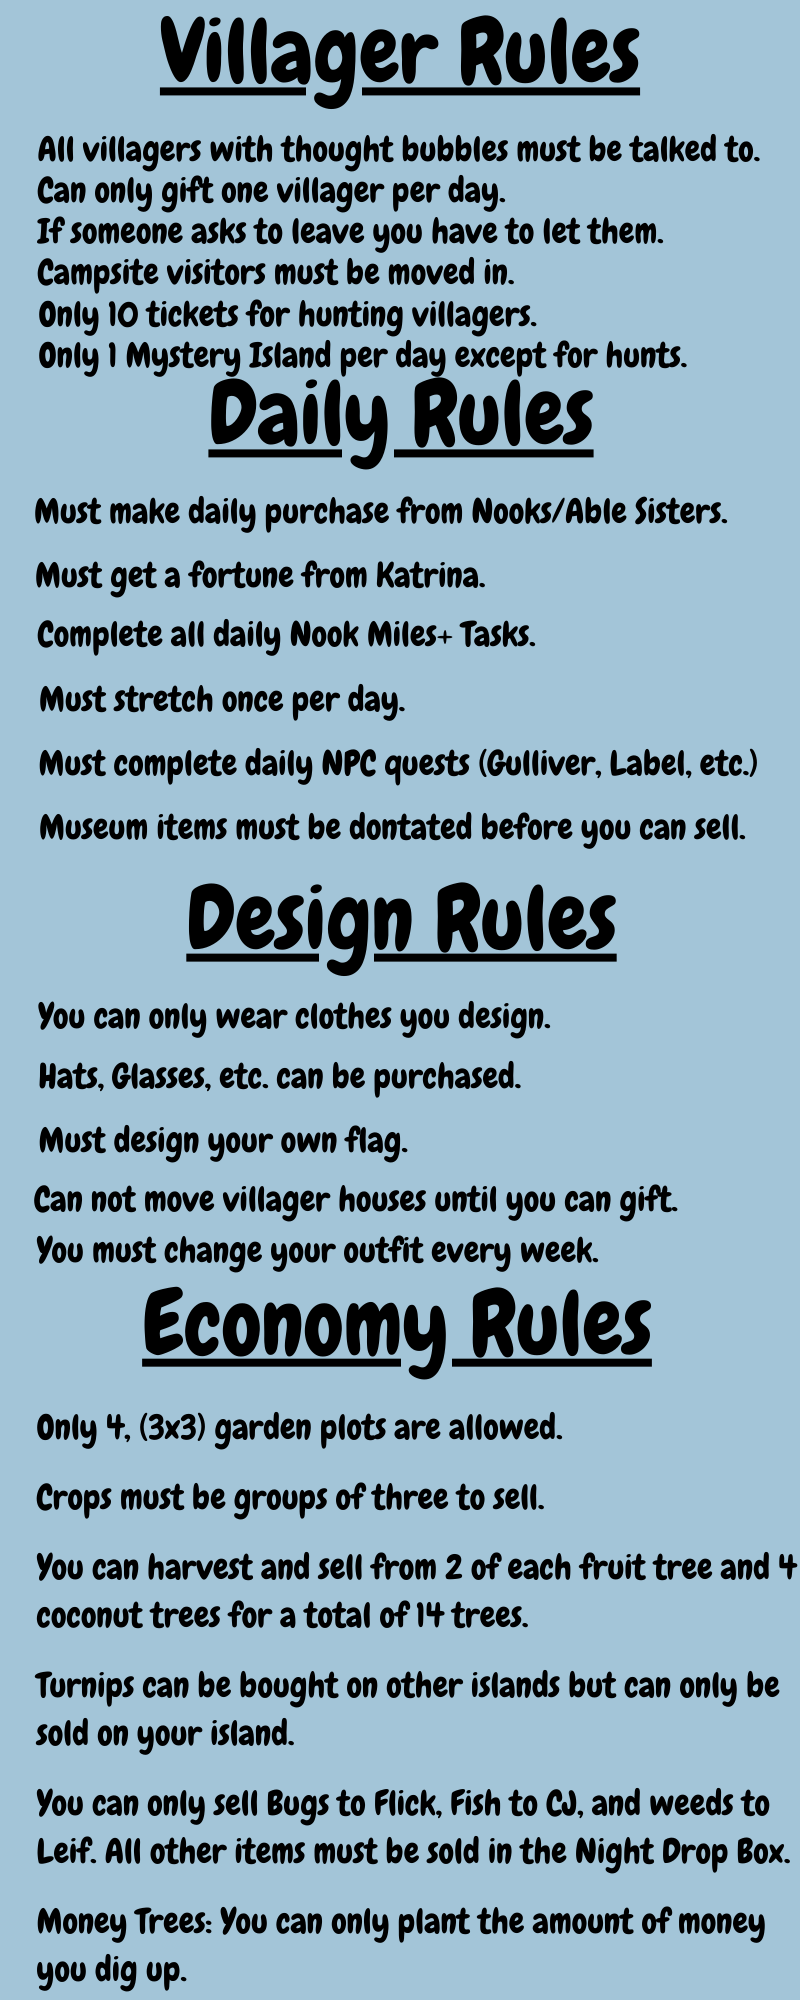 Villager Rules
All villagers with thought bubbles must be talked to.
Can only gift one villager per day.
If someone asks to leave you have to let them.
Campsite visitors must be moved in.
Only 10 tickets for hunting villagers.
Only 1 Mystery Island per day except for hunts.
Daily Rules
Must make daily purchase from Nooks/Able Sisters.
Must get a fortune from Katrina.
Complete all daily Nook Miles+ Tasks.
Must stretch once per day.
Must complete daily NPC quests (Gulliver, Label, etc.)
Museum items must be dontated before you can sell.
Design Rules
You can only wear clothes you design.
Hats, Glasses, etc. can be purchased.
Must design your own flag.
Can not move villager houses until you can gift.
You must change your outfit every week.
Economy Rules
Only 4, (3x3) garden plots are allowed.
Crops must be groups of three to sell.
You can harvest and sell from 2 of each fruit tree and 4
coconut trees for a total of 14 trees.
Turnips can be bought on other islands but can only be
sold on your island.
You can only sell Bugs to Flick, Fish to CJ, and weeds to
Leif. All other items must be sold in the Night Drop Box.
Money Trees: You can only plant the amount of money
you dig up.